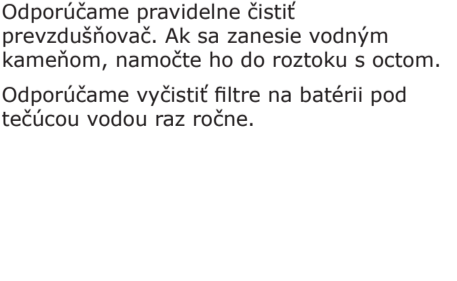 Odporúčame pravidelne čistiť
prevzdušňovač. Ak sa zanesie vodným
kameňom, namočte ho do roztoku s octom.
Odporúčame vyčistiť filtre na batérii pod
tečúcou vodou raz ročne.